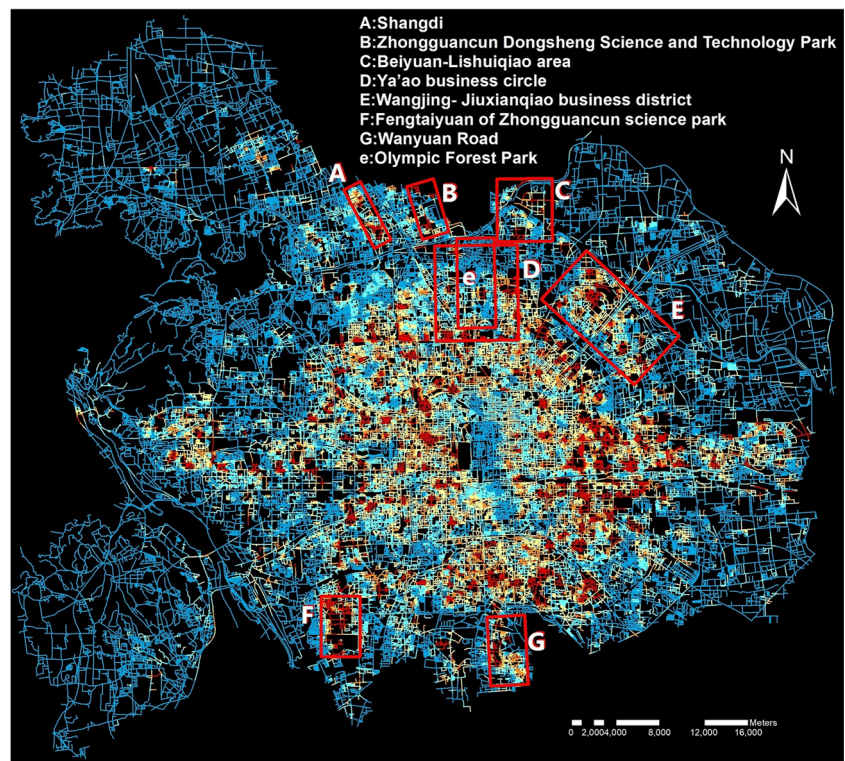 A:Shangdi
B:Zhongguancun Dongsheng Science and Technology Park
C:Beiyuan-Lishuiqiao area
D:Ya'ao business circle
E:Wangjing- Jiuxianqiao business district
F:Fengtaiyuan of Zhongguancun science park
G:Wanyuan Road
e:Olympic Forest Park
N
A
B
C
D
e
E
F
G
Meters
0 2,0004,000 8,000 12,000 16,000